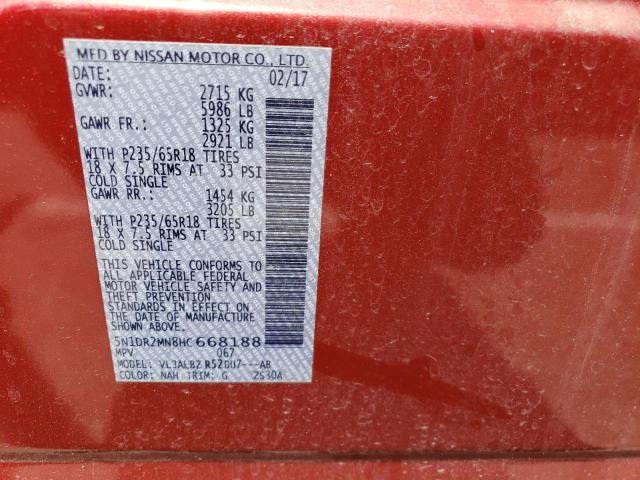 MFD BY NISSAN MOTOR CO., LTD.
DATE: 02/17
GVWR: 2715 KG
5986 LB
GAWR FR.: 1325 KG
2921 LB
WITH P235/65R18 TIRES
18 X 7.5 RIMS AT 33 PSI
COLD SINGLE
GAWR RR.: 1454 KG
3205 LB
WITH P235/65R18 TIRES
18 X 7.5 RIMS AT 33 PSI
COLD SINGLE
THIS VEHICLE CONFORMS TO
ALL APPLICABLE FEDERAL
MOTOR VEHICLE SAFETY AND
THEFT PREVENTION
STANDARDS IN EFFECT ON
THE DATE OF MANUFACTURE
SHOWN ABOVE.
5N1DR2MN8HC668188
MPV 067
MODEL:
COLOR: NAH TRIM: G 2S30A